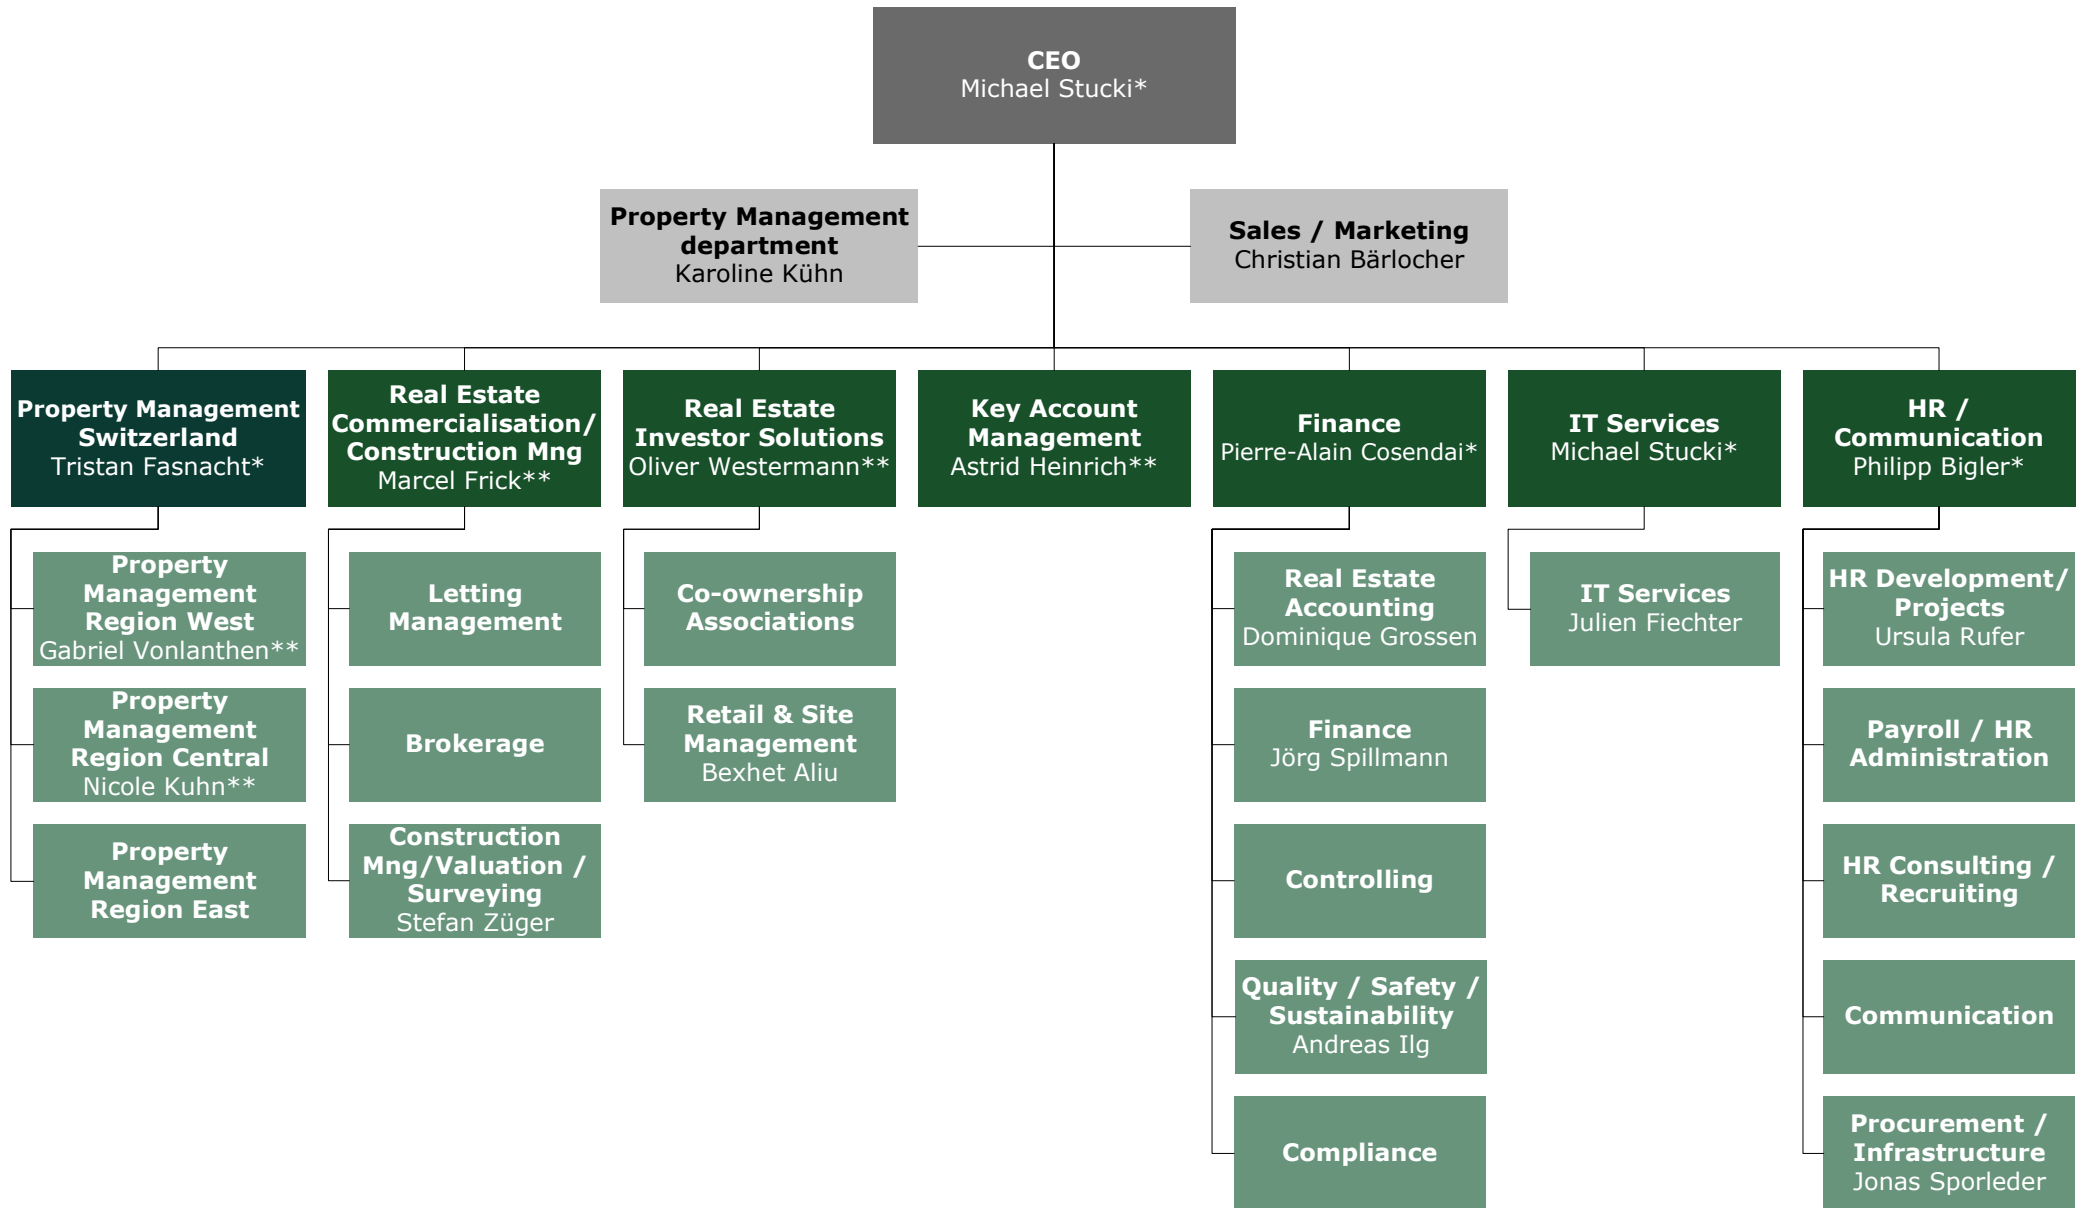 CEO
Michael Stucki*
Property Management
department
Karoline Kühn
Sales / Marketing
Christian Bärlocher
Property Management
Switzerland
Tristan Fasnacht*
Real Estate
Commercialisation/
Construction Mng
Marcel Frick**
Real Estate
Investor Solutions
Oliver Westermann**
Key Account
Management
Astrid Heinrich**
Finance
Pierre-Alain Cosendai*
IT Services
Michael Stucki*
HR /
Communication
Philipp Bigler*
Property
Management
Region West
Gabriel Vonlanthen**
Property
Management
Region Central
Nicole Kuhn**
Property
Management
Region East
Letting
Management
Brokerage
Construction
Mng/Valuation /
Surveying
Stefan Züger
Co-ownership
Associations
Retail & Site
Management
Bexhet Aliu
Real Estate
Accounting
Dominique Grossen
Finance
Jörg Spillmann
Controlling
Quality / Safety /
Sustainability
Andreas Ilg
Compliance
IT Services
Julien Fiechter
HR Development/
Projects
Ursula Rufer
Payroll / HR
Administration
HR Consulting /
Recruiting
Communication
Procurement /
Infrastructure
Jonas Sporleder